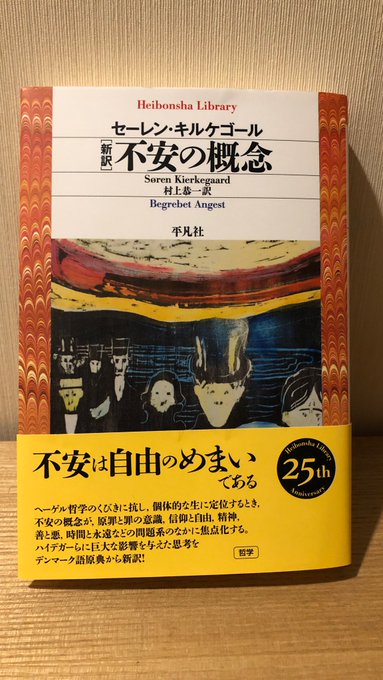 Heibonsha Library
セーレン・キルケゴール
[新訳]不安の概念
Søren Kierkegaard
村上恭一訳
Begrebet Angest
平凡社
不安は自由のめまい
である
ヘーゲル哲学のくびきに抗し、個体的な生に定位するとき、
不安の概念が、原罪と罪の意識、信仰と自由、精神、
善と悪、時間と永遠などの問題系のなかに焦点化する。
ハイデガーらに巨大な影響を与えた思考を
デンマーク語原典から新訳!
哲学
Heibonsha Library
25th
Anniversary